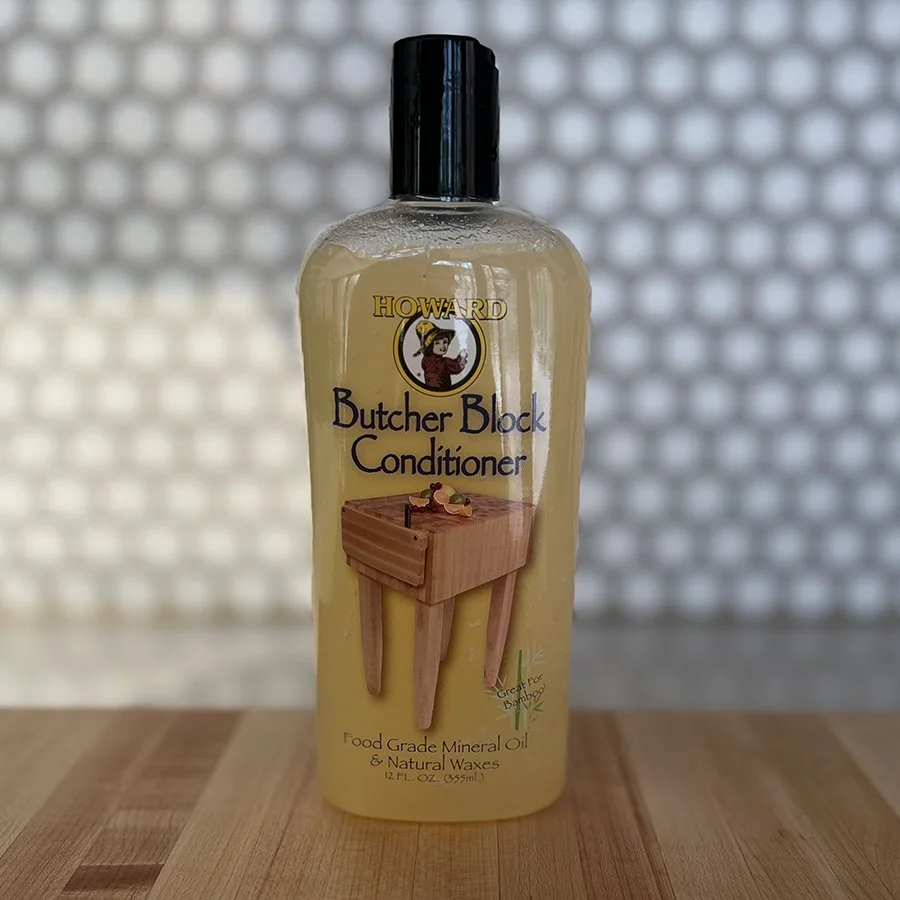 HOWARD
Butcher Block
Conditioner
Great For
Bamboo!
Food Grade Mineral Oil
& Natural Waxes
12 FL. OZ. (355ml.)